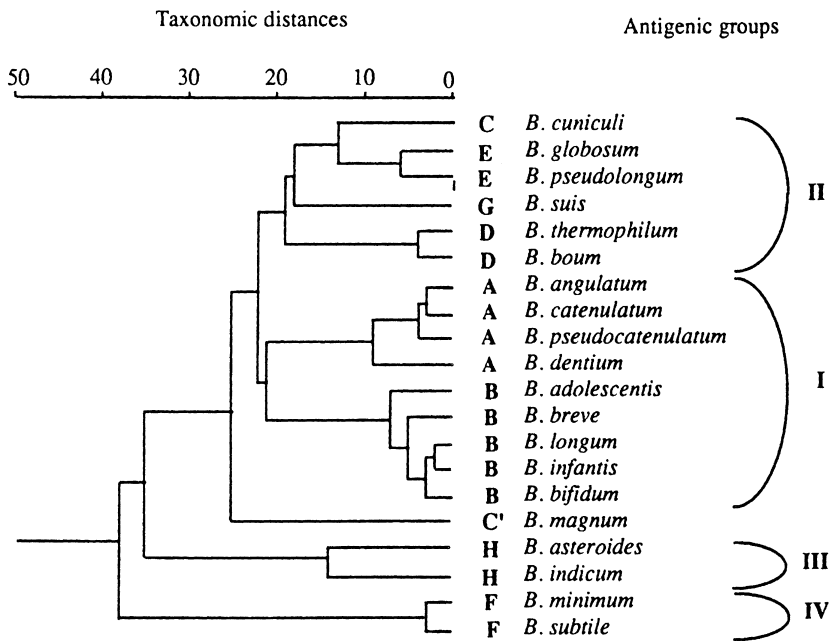 Taxonomic distances
Antigenic groups
50 40 30 20 10 0
C B. cuniculi
E B. globosum
E B. pseudolongum
G B. suis
II
D B. thermophilum
D B. boum
A B. angulatum
A B. catenulatum
A B. pseudocatenulatum
A B. dentium
I
B B. adolescentis
B B. breve
B B. longum
B B. infantis
B B. bifidum
C' B. magnum
H B. asteroides
III
H B. indicum
F B. minimum
IV
F B. subtile